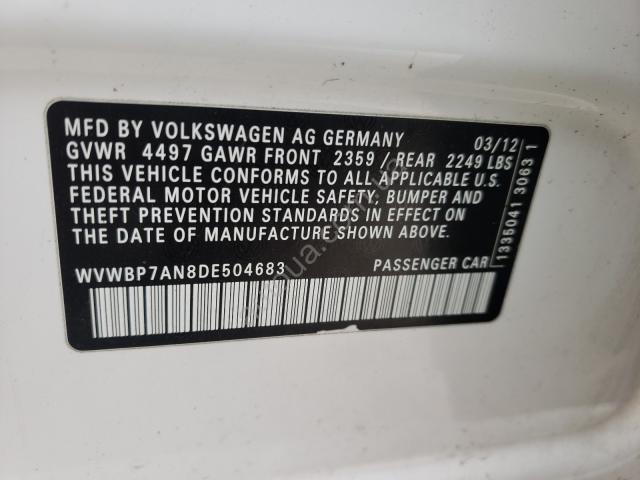 MFD BY VOLKSWAGEN AG GERMANY 03/12
GVWR 4497 GAWR FRONT 2359 / REAR 2249 LBS
THIS VEHICLE CONFORMS TO ALL APPLICABLE U.S.
FEDERAL MOTOR VEHICLE SAFETY, BUMPER AND
THEFT PREVENTION STANDARDS IN EFFECT ON
THE DATE OF MANUFACTURE SHOWN ABOVE.
WVWBP7AN8DE504683 PASSENGER CAR
1335041 3063 1